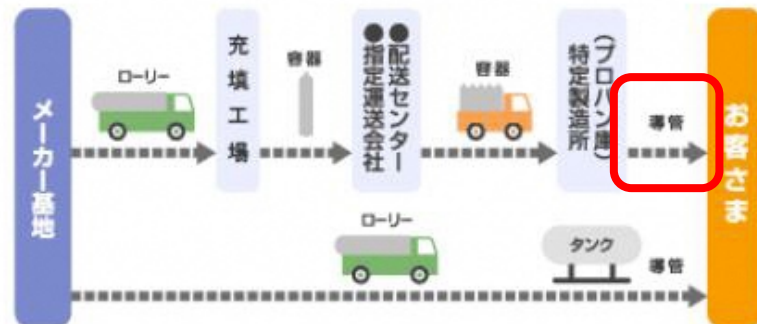 メーカー基地
ローリー
充填工場
容器
●配送センター
●指定運送会社
容器
(プロパン庫)
特定製造所
導管
お客さま
ローリー
タンク
導管